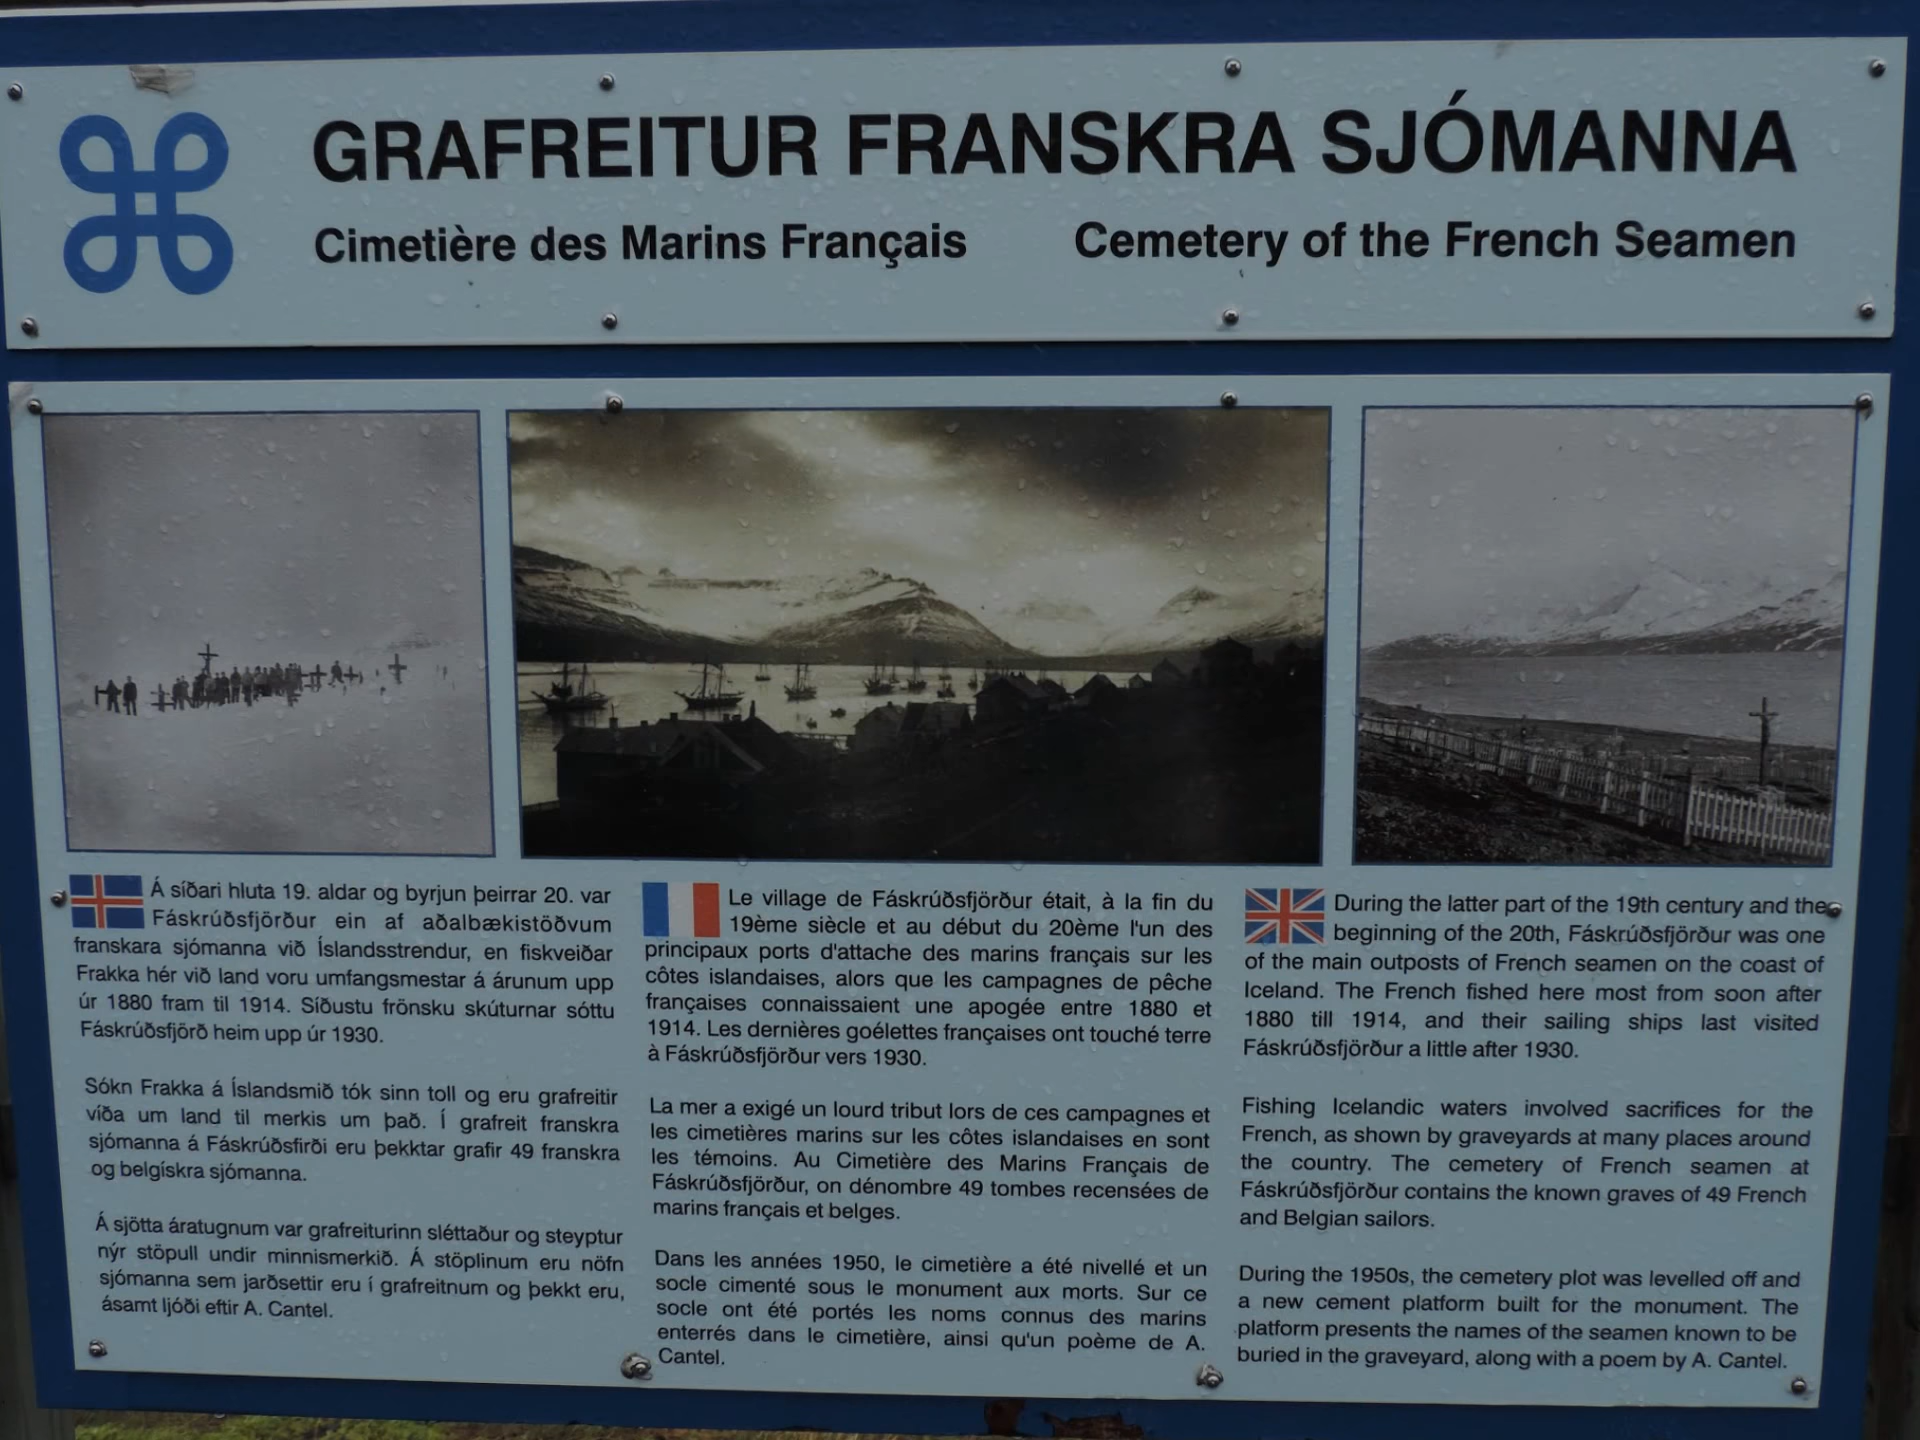 GRAFREITUR FRANSKRA SJÓMANNA
Cimetière des Marins Français
Cemetery of the French Seamen
Á síðari hluta 19. aldar og byrjun þeirrar 20. var
Fáskrúðsfjörður ein af aðalbækistöðvum
franskara sjómanna við Íslandsstrendur, en fiskveiðar
Frakka hér við land voru umfangsmestar á árunum upp
úr 1880 fram til 1914. Síðustu frönsku skúturnar sóttu
Fáskrúðsfjörð heim upp úr 1930.
Sókn Frakka á Íslandsmið tók sinn toll og eru grafreitir
víða um land til merkis um það. Í grafreit franskra
sjómanna á Fáskrúðsfirði eru þekktar grafir 49 franskra
og belgískra sjómanna.
Á sjötta áratugnum var grafreiturinn sléttaður og steyptur
nýr stöpull undir minnismerkið. Á stöplinum eru nöfn
sjómanna sem jarðsettir eru í grafreitnum og þekkt eru,
ásamt ljóði eftir A. Cantel.
Le village de Fáskrúðsfjörður était, à la fin du
19ème siècle et au début du 20ème l'un des
principaux ports d'attache des marins français sur les
côtes islandaises, alors que les campagnes de pêche
françaises connaissaient une apogée entre 1880 et
1914. Les dernières goélettes françaises ont touché terre
à Fáskrúðsfjörður vers 1930.
La mer a exigé un lourd tribut lors de ces campagnes et
les cimetières marins sur les côtes islandaises en sont
les témoins. Au Cimetière des Marins Français de
Fáskrúðsfjörður, on dénombre 49 tombes recensées de
marins français et belges.
Dans les années 1950, le cimetière a été nivellé et un
socle cimenté sous le monument aux morts. Sur ce
socle ont été portés les noms connus des marins
enterrés dans le cimetière, ainsi qu'un poème de A.
Cantel.
During the latter part of the 19th century and the
beginning of the 20th, Fáskrúðsfjörður was one
of the main outposts of French seamen on the coast of
Iceland. The French fished here most from soon after
1880 till 1914, and their sailing ships last visited
Fáskrúðsfjörður a little after 1930.
Fishing Icelandic waters involved sacrifices for the
French, as shown by graveyards at many places around
the country. The cemetery of French seamen at
Fáskrúðsfjörður contains the known graves of 49 French
and Belgian sailors.
During the 1950s, the cemetery plot was levelled off and
a new cement platform built for the monument. The
platform presents the names of the seamen known to be
buried in the graveyard, along with a poem by A. Cantel.